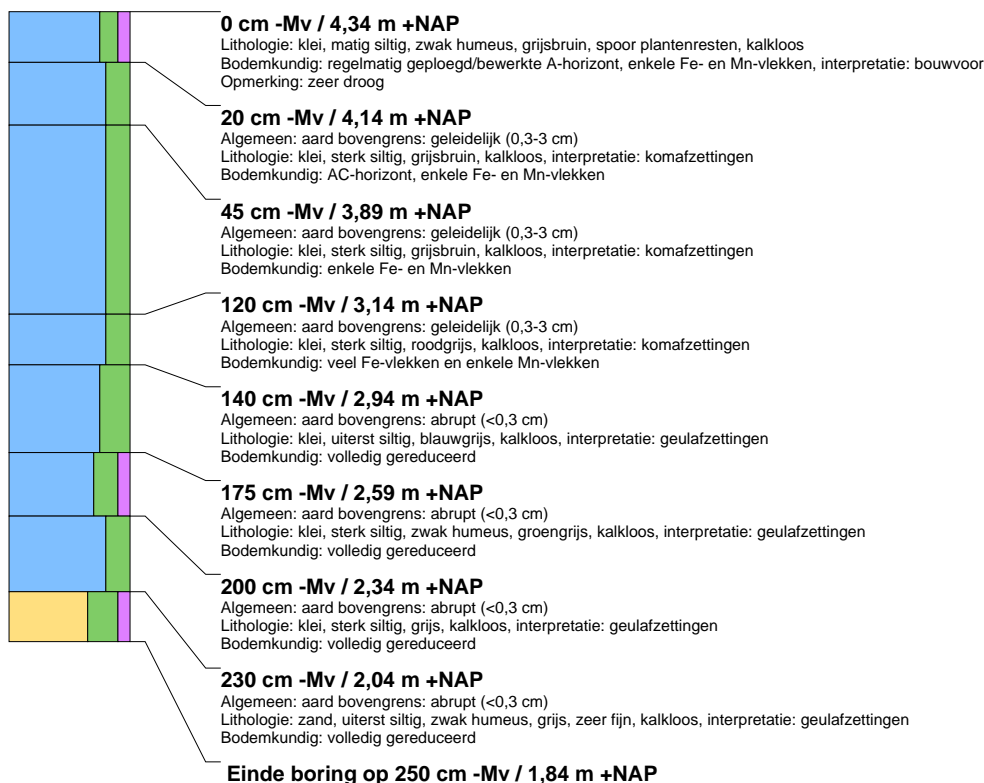 0 cm -Mv / 4,34 m +NAP
Lithologie: klei, matig siltig, zwak humeus, grijsbruin, spoor plantenresten, kalkloos
Bodemkundig: regelmatig geploegd/bewerkte A-horizont, enkele Fe- en Mn-vlekken, interpretatie: bouwvoor
Opmerking: zeer droog
20 cm -Mv / 4,14 m +NAP
Algemeen: aard bovengrens: geleidelijk (0,3-3 cm)
Lithologie: klei, sterk siltig, grijsbruin, kalkloos, interpretatie: komafzettingen
Bodemkundig: AC-horizont, enkele Fe- en Mn-vlekken
45 cm -Mv / 3,89 m +NAP
Algemeen: aard bovengrens: geleidelijk (0,3-3 cm)
Lithologie: klei, sterk siltig, grijsbruin, kalkloos, interpretatie: komafzettingen
Bodemkundig: enkele Fe- en Mn-vlekken
120 cm -Mv / 3,14 m +NAP
Algemeen: aard bovengrens: geleidelijk (0,3-3 cm)
Lithologie: klei, sterk siltig, roodgrijs, kalkloos, interpretatie: komafzettingen
Bodemkundig: veel Fe-vlekken en enkele Mn-vlekken
140 cm -Mv / 2,94 m +NAP
Algemeen: aard bovengrens: abrupt (<0,3 cm)
Lithologie: klei, uiterst siltig, blauwgrijs, kalkloos, interpretatie: geulafzettingen
Bodemkundig: volledig gereduceerd
175 cm -Mv / 2,59 m +NAP
Algemeen: aard bovengrens: abrupt (<0,3 cm)
Lithologie: klei, sterk siltig, zwak humeus, groengrijs, kalkloos, interpretatie: geulafzettingen
Bodemkundig: volledig gereduceerd
200 cm -Mv / 2,34 m +NAP
Algemeen: aard bovengrens: abrupt (<0,3 cm)
Lithologie: klei, sterk siltig, grijs, kalkloos, interpretatie: geulafzettingen
Bodemkundig: volledig gereduceerd
230 cm -Mv / 2,04 m +NAP
Algemeen: aard bovengrens: abrupt (<0,3 cm)
Lithologie: zand, uiterst siltig, zwak humeus, grijs, zeer fijn, kalkloos, interpretatie: geulafzettingen
Bodemkundig: volledig gereduceerd
Einde boring op 250 cm -Mv / 1,84 m +NAP